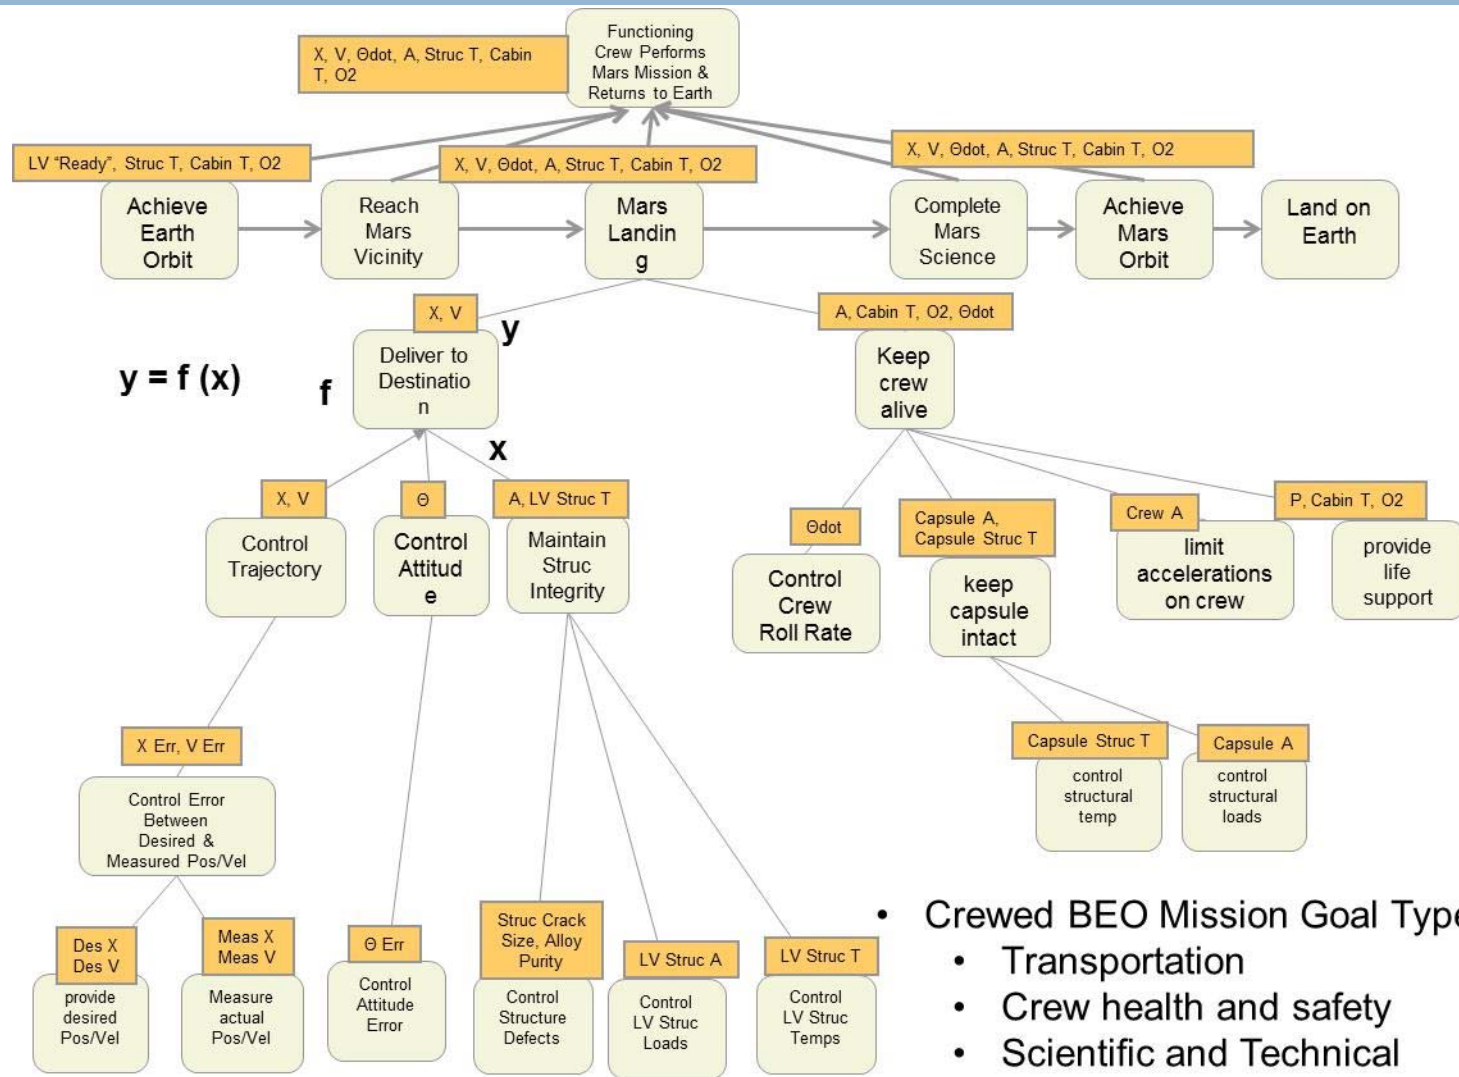 Functioning
Crew Performs
Mars Mission &
Returns to Earth
X, V, Θdot, A, Struc T, Cabin
T, O2
LV "Ready", Struc T, Cabin T, O2
X, V, Θdot, A, Struc T, Cabin T, O2
X, V, Θdot, A, Struc T, Cabin T, O2
Achieve
Earth
Orbit
Reach
Mars
Vicinity
Mars
Landin
g
Complete
Mars
Science
Achieve
Mars
Orbit
Land on
Earth
X, V
y
A, Cabin T, O2, Θdot
y = f (x)
f
Deliver to
Destinatio
n
Keep
crew
alive
x
X, V
Θ
A, LV Struc T
Control
Trajectory
Control
Attitud
e
Maintain
Struc
Integrity
Θdot
Capsule A,
Capsule Struc T
Crew A
P, Cabin T, O2
Control
Crew
Roll Rate
keep
capsule
intact
limit
accelerations
on crew
provide
life
support
X Err, V Err
Control Error
Between
Desired &
Measured Pos/Vel
Capsule Struc T
Capsule A
control
structural
temp
control
structural
loads
Des X
Des V
Meas X
Meas V
Θ Err
Struc Crack
Size, Alloy
Purity
LV Struc A
LV Struc T
provide
desired
Pos/Vel
Measure
actual
Pos/Vel
Control
Attitude
Error
Control
Structure
Defects
Control
LV Struc
Loads
Control
LV Struc
Temps
• Crewed BEO Mission Goal Type
• Transportation
• Crew health and safety
• Scientific and Technical